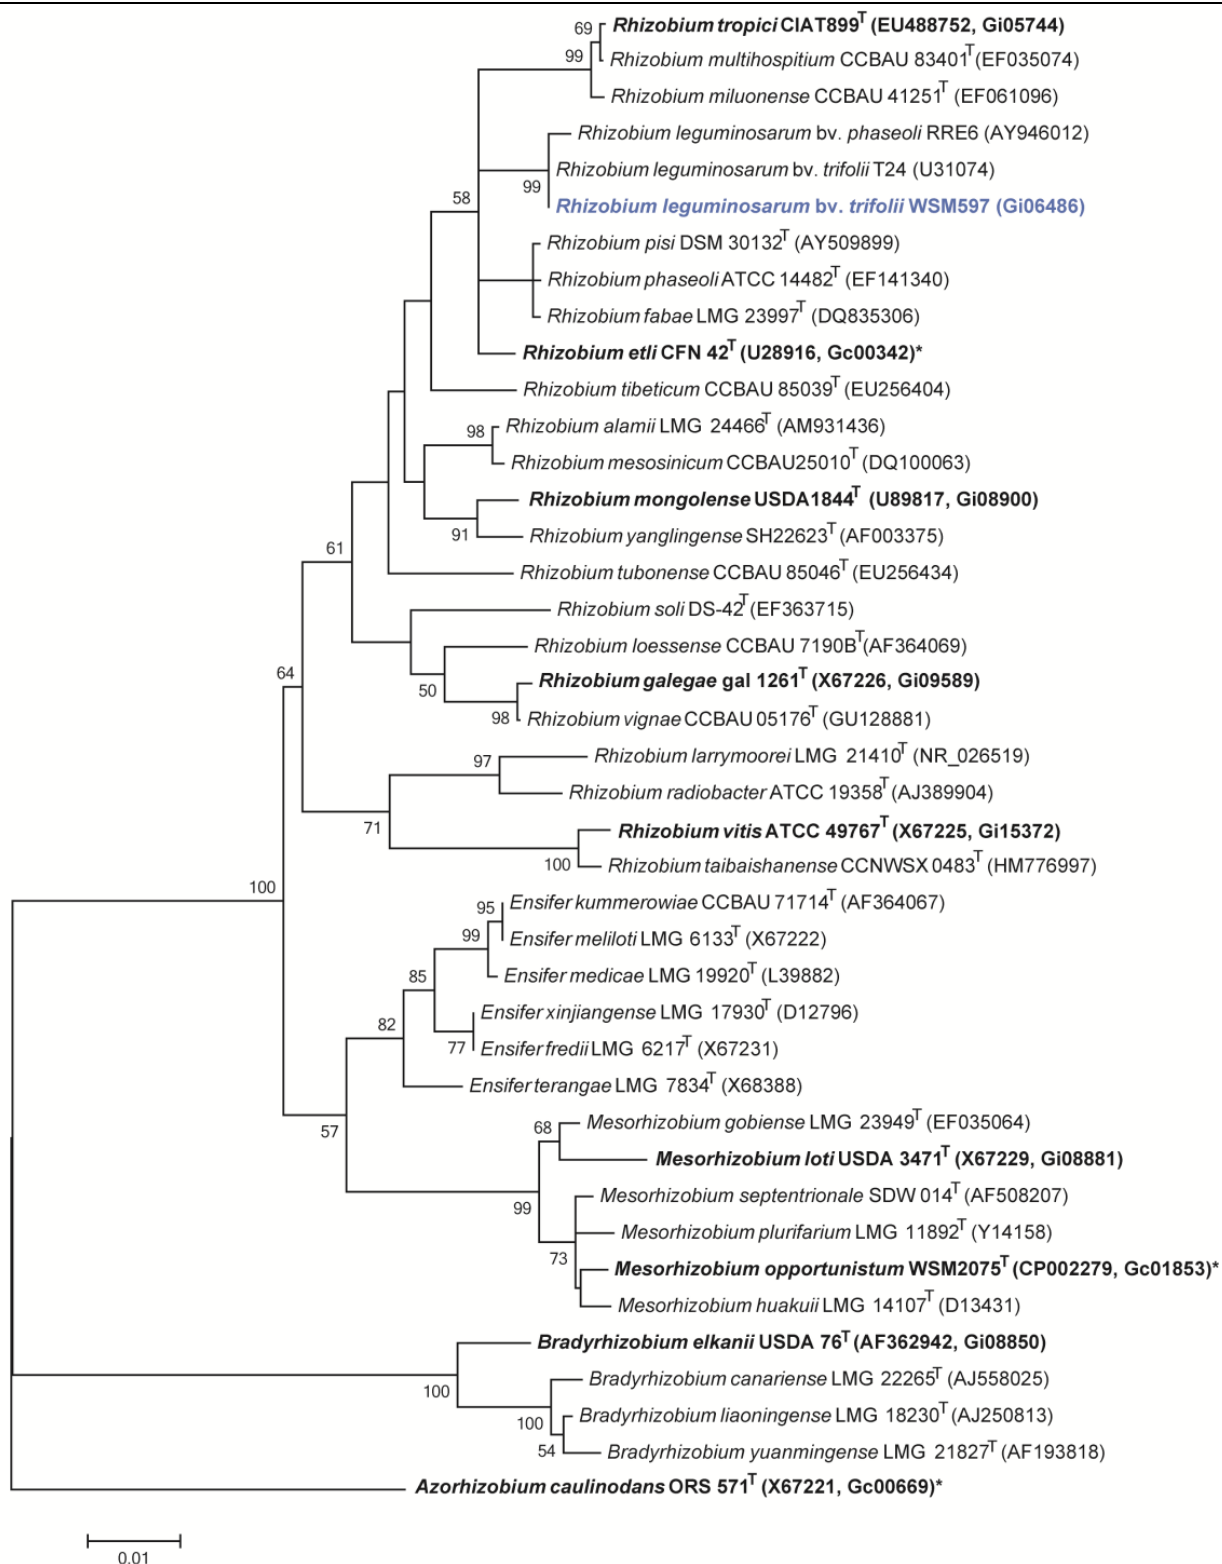 69 Rhizobium tropici CIAT899T (EU488752, Gi05744)
99 Rhizobium multihospitium CCBAU 83401T (EF035074)
Rhizobium miluonense CCBAU 41251T (EF061096)
Rhizobium leguminosarum bv. phaseoli RRE6 (AY946012)
Rhizobium leguminosarum bv. trifolii T24 (U31074)
99
58 Rhizobium leguminosarum bv. trifolii WSM597 (Gi06486)
Rhizobium pisi DSM 30132T (AY509899)
Rhizobium phaseoli ATCC 14482T (EF141340)
Rhizobium fabae LMG 23997T (DQ835306)
Rhizobium etli CFN 42T (U28916, Gc00342)*
Rhizobium tibeticum CCBAU 85039T (EU256404)
98 Rhizobium alamii LMG 24466T (AM931436)
Rhizobium mesosinicum CCBAU25010T (DQ100063)
Rhizobium mongolense USDA1844T (U89817, Gi08900)
91 Rhizobium yanglingense SH22623T (AF003375)
61
Rhizobium tubonense CCBAU 85046T (EU256434)
Rhizobium soli DS-42T (EF363715)
Rhizobium loessense CCBAU 7190BT (AF364069)
64 Rhizobium galegae gal 1261T (X67226, Gi09589)
50
98 Rhizobium vignae CCBAU 05176T (GU128881)
97 Rhizobium larrymoorei LMG 21410T (NR_026519)
Rhizobium radiobacter ATCC 19358T (AJ389904)
71 Rhizobium vitis ATCC 49767T (X67225, Gi15372)
100 Rhizobium taibaishanense CCNWSX 0483T (HM776997)
100
95 Ensifer kummerowiae CCBAU 71714T (AF364067)
99 Ensifer meliloti LMG 6133T (X67222)
85 Ensifer medicae LMG 19920T (L39882)
82 Ensifer xinjiangense LMG 17930T (D12796)
77 Ensifer fredii LMG 6217T (X67231)
Ensifer terangae LMG 7834T (X68388)
57 68 Mesorhizobium gobiense LMG 23949T (EF035064)
Mesorhizobium loti USDA 3471T (X67229, Gi08881)
99 Mesorhizobium septentrionale SDW 014T (AF508207)
Mesorhizobium plurifarium LMG 11892T (Y14158)
73 Mesorhizobium opportunistum WSM2075T (CP002279, Gc01853)*
Mesorhizobium huakuii LMG 14107T (D13431)
Bradyrhizobium elkanii USDA 76T (AF362942, Gi08850)
100 Bradyrhizobium canariense LMG 22265T (AJ558025)
100 Bradyrhizobium liaoningense LMG 18230T (AJ250813)
54 Bradyrhizobium yuanmingense LMG 21827T (AF193818)
Azorhizobium caulinodans ORS 571T (X67221, Gc00669)*
0.01